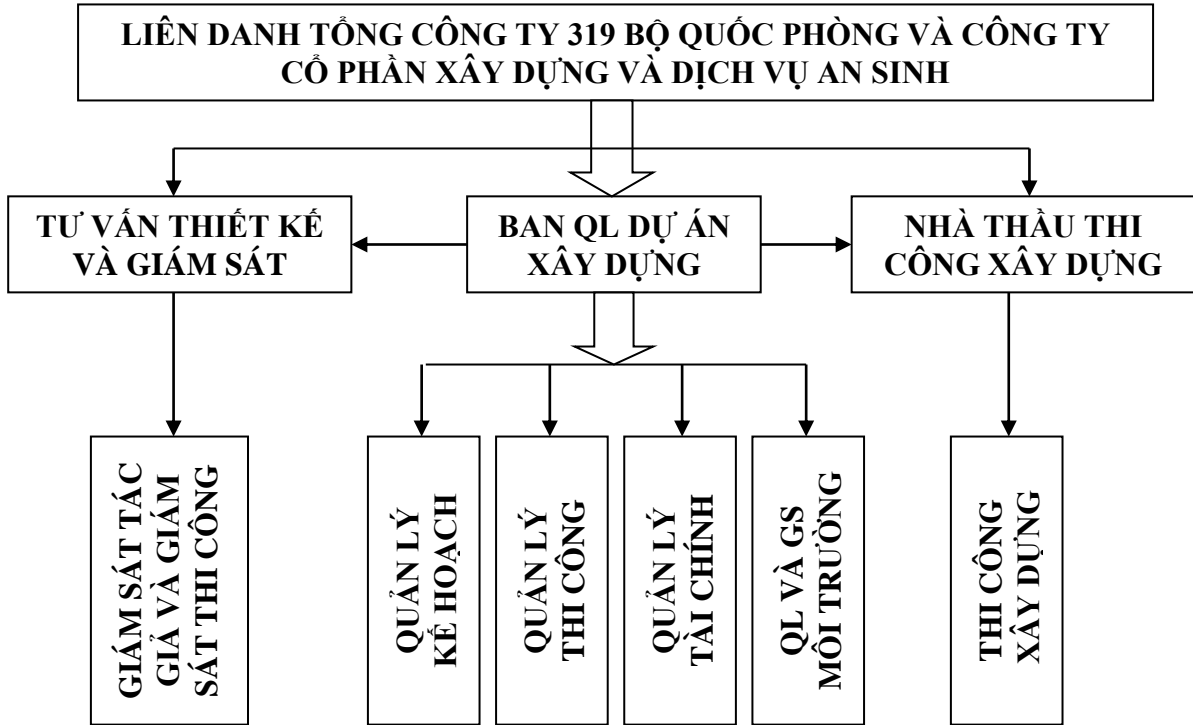 LIÊN DANH TỔNG CÔNG TY 319 BỘ QUỐC PHÒNG VÀ CÔNG TY
CỔ PHẦN XÂY DỰNG VÀ DỊCH VỤ AN SINH
TƯ VẤN THIẾT KẾ
VÀ GIÁM SÁT
BAN QL DỰ ÁN
XÂY DỰNG
NHÀ THẦU THI
CÔNG XÂY DỰNG
GIÁM SÁT TÁC
GIẢ VÀ GIÁM
SÁT THI CÔNG
QUẢN LÝ
KẾ HOẠCH
QUẢN LÝ
THI CÔNG
QUẢN LÝ
TÀI CHÍNH
QL VÀ GS
MÔI TRƯỜNG
THI CÔNG
XÂY DỰNG